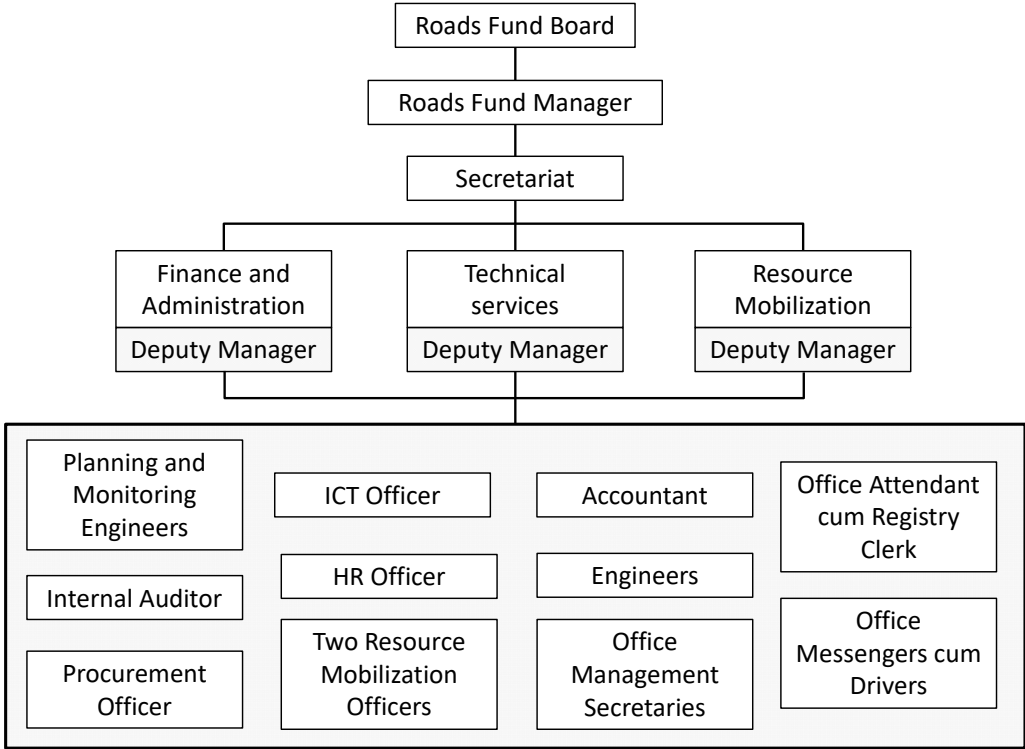 Roads Fund Board
Roads Fund Manager
Secretariat
Finance and
Administration
Deputy Manager
Technical
services
Deputy Manager
Resource
Mobilization
Deputy Manager
Planning and
Monitoring
Engineers
Internal Auditor
Procurement
Officer
ICT Officer
HR Officer
Two Resource
Mobilization
Officers
Accountant
Engineers
Office
Management
Secretaries
Office Attendant
cum Registry
Clerk
Office
Messengers cum
Drivers